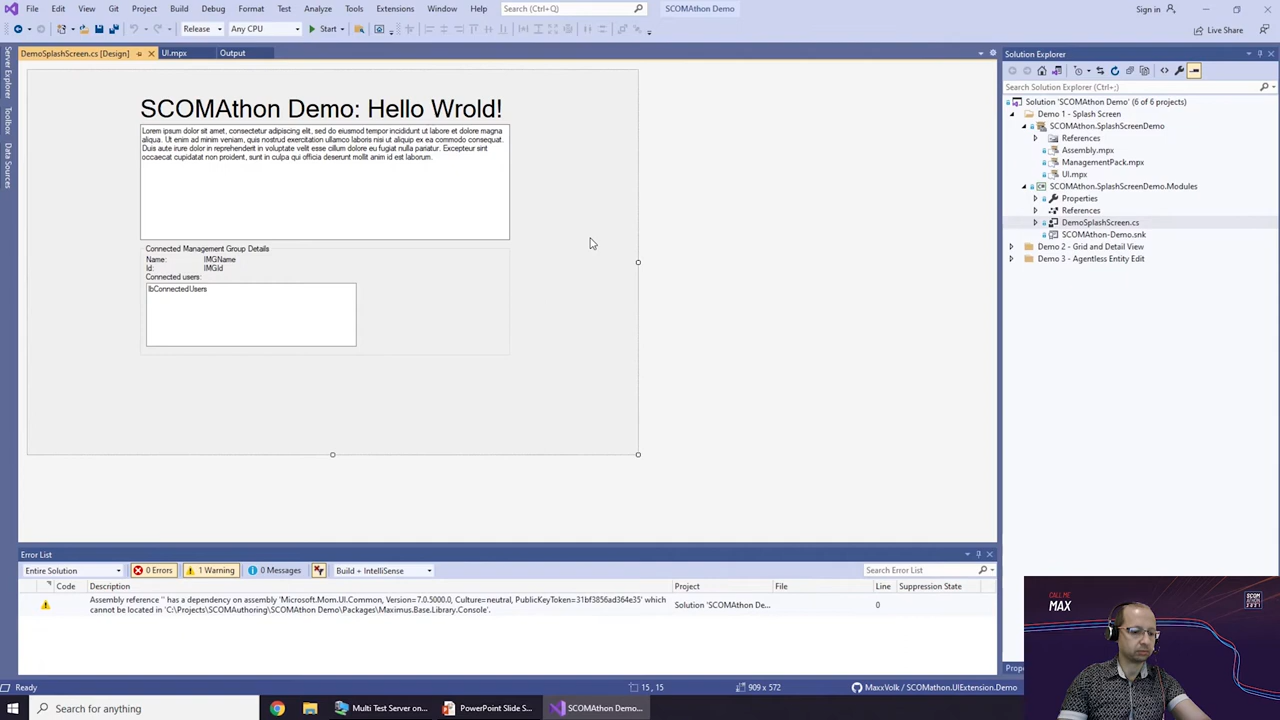 File Edit View Git Project Build Debug Format Test Analyze Tools Extensions Window Help Search (Ctrl+;) SCOMAthon Demo Sign in
Release Any CPU Start Live Share
DemoSplashScreen.cs [Design] UI.mpx Output
Server Explorer
Toolbox
Data Sources
SCOMAthon Demo: Hello Wrold!
Lorem ipsum dolor sit amet, consectetur adipiscing elit, sed do eiusmod tempor incididunt ut labore et dolore magna
aliqua. Ut enim ad minim veniam, quis nostrud exercitation ullamco laboris nisi ut aliquip ex ea commodo consequat.
Duis aute irure dolor in reprehenderit in voluptate velit esse cillum dolore eu fugiat nulla pariatur. Excepteur sint
occaecat cupidatat non proident, sunt in culpa qui officia deserunt mollit anim id est laborum.
Connected Management Group Details
Name: lMGName
Id: lMGId
Connected users:
lbConnectedUsers
Solution Explorer
Search Solution Explorer (Ctrl+;)
Solution 'SCOMAthon Demo' (6 of 6 projects)
Demo 1 - Splash Screen
SCOMAthon.SplashScreenDemo
References
Assembly.mpx
ManagementPack.mpx
UI.mpx
SCOMAthon.SplashScreenDemo.Modules
Properties
References
DemoSplashScreen.cs
SCOMAthon-Demo.snk
Demo 2 - Grid and Detail View
Demo 3 - Agentless Entity Edit
Error List
Entire Solution 0 Errors 1 Warning 0 Messages Build + IntelliSense Search Error List
Code Description Project File Line Suppression State
Assembly reference '' has a dependency on assembly 'Microsoft.Mom.UI.Common, Version=7.0.5000.0, Culture=neutral, PublicKeyToken=31bf3856ad364e35' which Solution 'SCOMAthon De... 0
cannot be located in 'C:\Projects\SCOMAuthoring\SCOMAthon Demo\Packages\Maximus.Base.Library.Console'.
CALL ME
MAX
Prop
Ready 15, 15 909 x 572 MaxxVolk / SCOMathon.UIExtension.Demo
Search for anything Multi Test Server on... PowerPoint Slide S... SCOMAthon Demo...